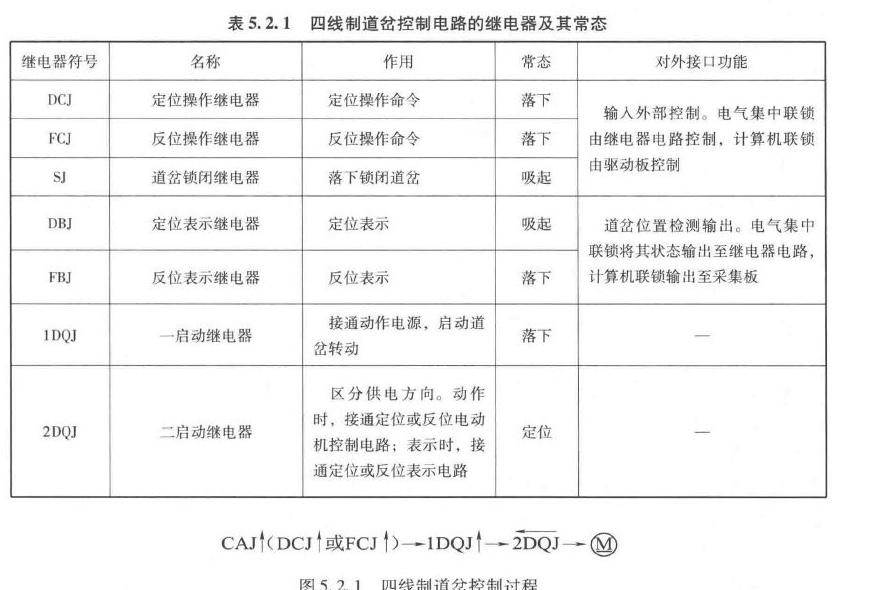 表 5.2.1 四线制道岔控制电路的继电器及其常态
继电器符号 名称 作用 常态 对外接口功能
DCJ 定位操作继电器 定位操作命令 落下
FCJ 反位操作继电器 反位操作命令 落下
SJ 道岔锁闭继电器 落下锁闭道岔 吸起
输入外部控制。电气集中联锁
由继电器电路控制，计算机联锁
由驱动板控制
DBJ 定位表示继电器 定位表示 吸起
FBJ 反位表示继电器 反位表示 落下
道岔位置检测输出。电气集中
联锁将其状态输出至继电器电路，
计算机联锁输出至采集板
1DQJ 一启动继电器
接通动作电源，启动道
岔转动
落下 —
2DQJ 二启动继电器
区分供电方向。动作
时，接通定位或反位电动
机控制电路；表示时，接
通定位或反位表示电路
定位 —
CAJ↑(DCJ↑或FCJ↑)→1DQJ↑→2DQJ→Ⓜ
图 5.2.1 四线制道岔控制过程